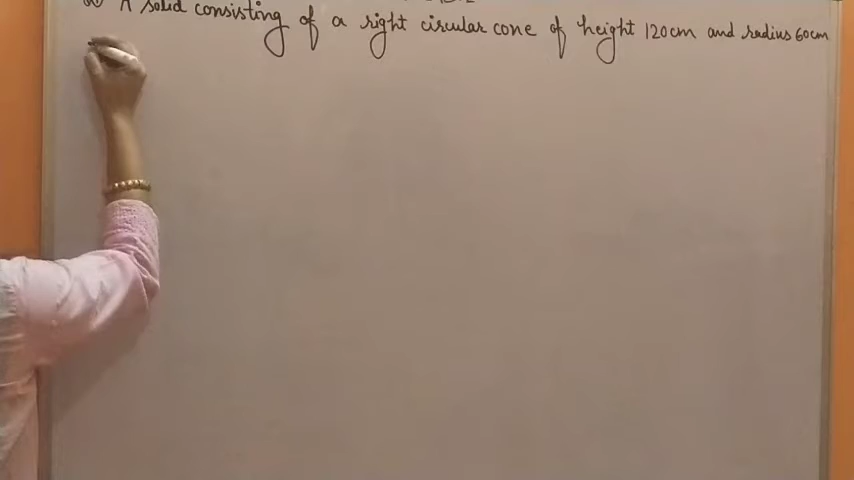 A solid consisting of a right circular cone of height 120cm and radius 60cm